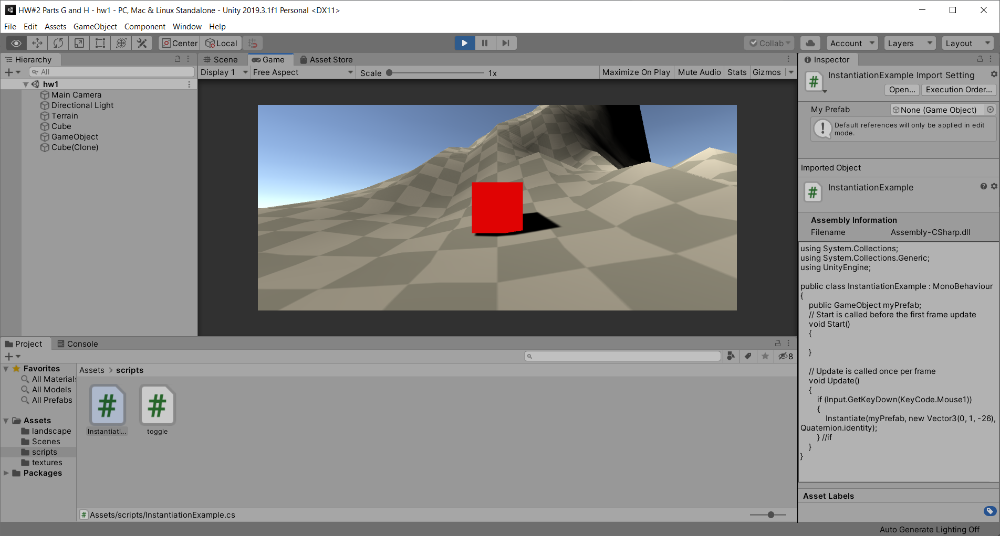 HW#2 Parts G and H - hw1 - PC, Mac & Linux Standalone - Unity 2019.3.1f1 Personal <DX11>
File Edit Assets GameObject Component Window Help
Center Local Collab Account Layers Layout
Hierarchy
All
hw1
Main Camera
Directional Light
Terrain
Cube
GameObject
Cube(Clone)
Scene Game Asset Store
Display 1 Free Aspect Scale 1x Maximize On Play Mute Audio Stats Gizmos
Inspector
InstantiationExample Import Setting
Open... Execution Order...
My Prefab None (Game Object)
Default references will only be applied in edit
mode.
Imported Object
InstantiationExample
Assembly Information
Filename Assembly-CSharp.dll
using System.Collections;
using System.Collections.Generic;
using UnityEngine;
public class InstantiationExample : MonoBehaviour
{
public GameObject myPrefab;
// Start is called before the first frame update
void Start()
{
}
// Update is called once per frame
void Update()
{
if (Input.GetKeyDown(KeyCode.Mouse1))
{
Instantiate(myPrefab, new Vector3(0, 1, -26),
Quaternion.identity);
} //if
}
}
Asset Labels
Project Console
8
Favorites
All Materials
All Models
All Prefabs
Assets
landscape
Scenes
scripts
textures
Packages
Assets > scripts
Instantiati... toggle
Assets/scripts/InstantiationExample.cs
Auto Generate Lighting Off